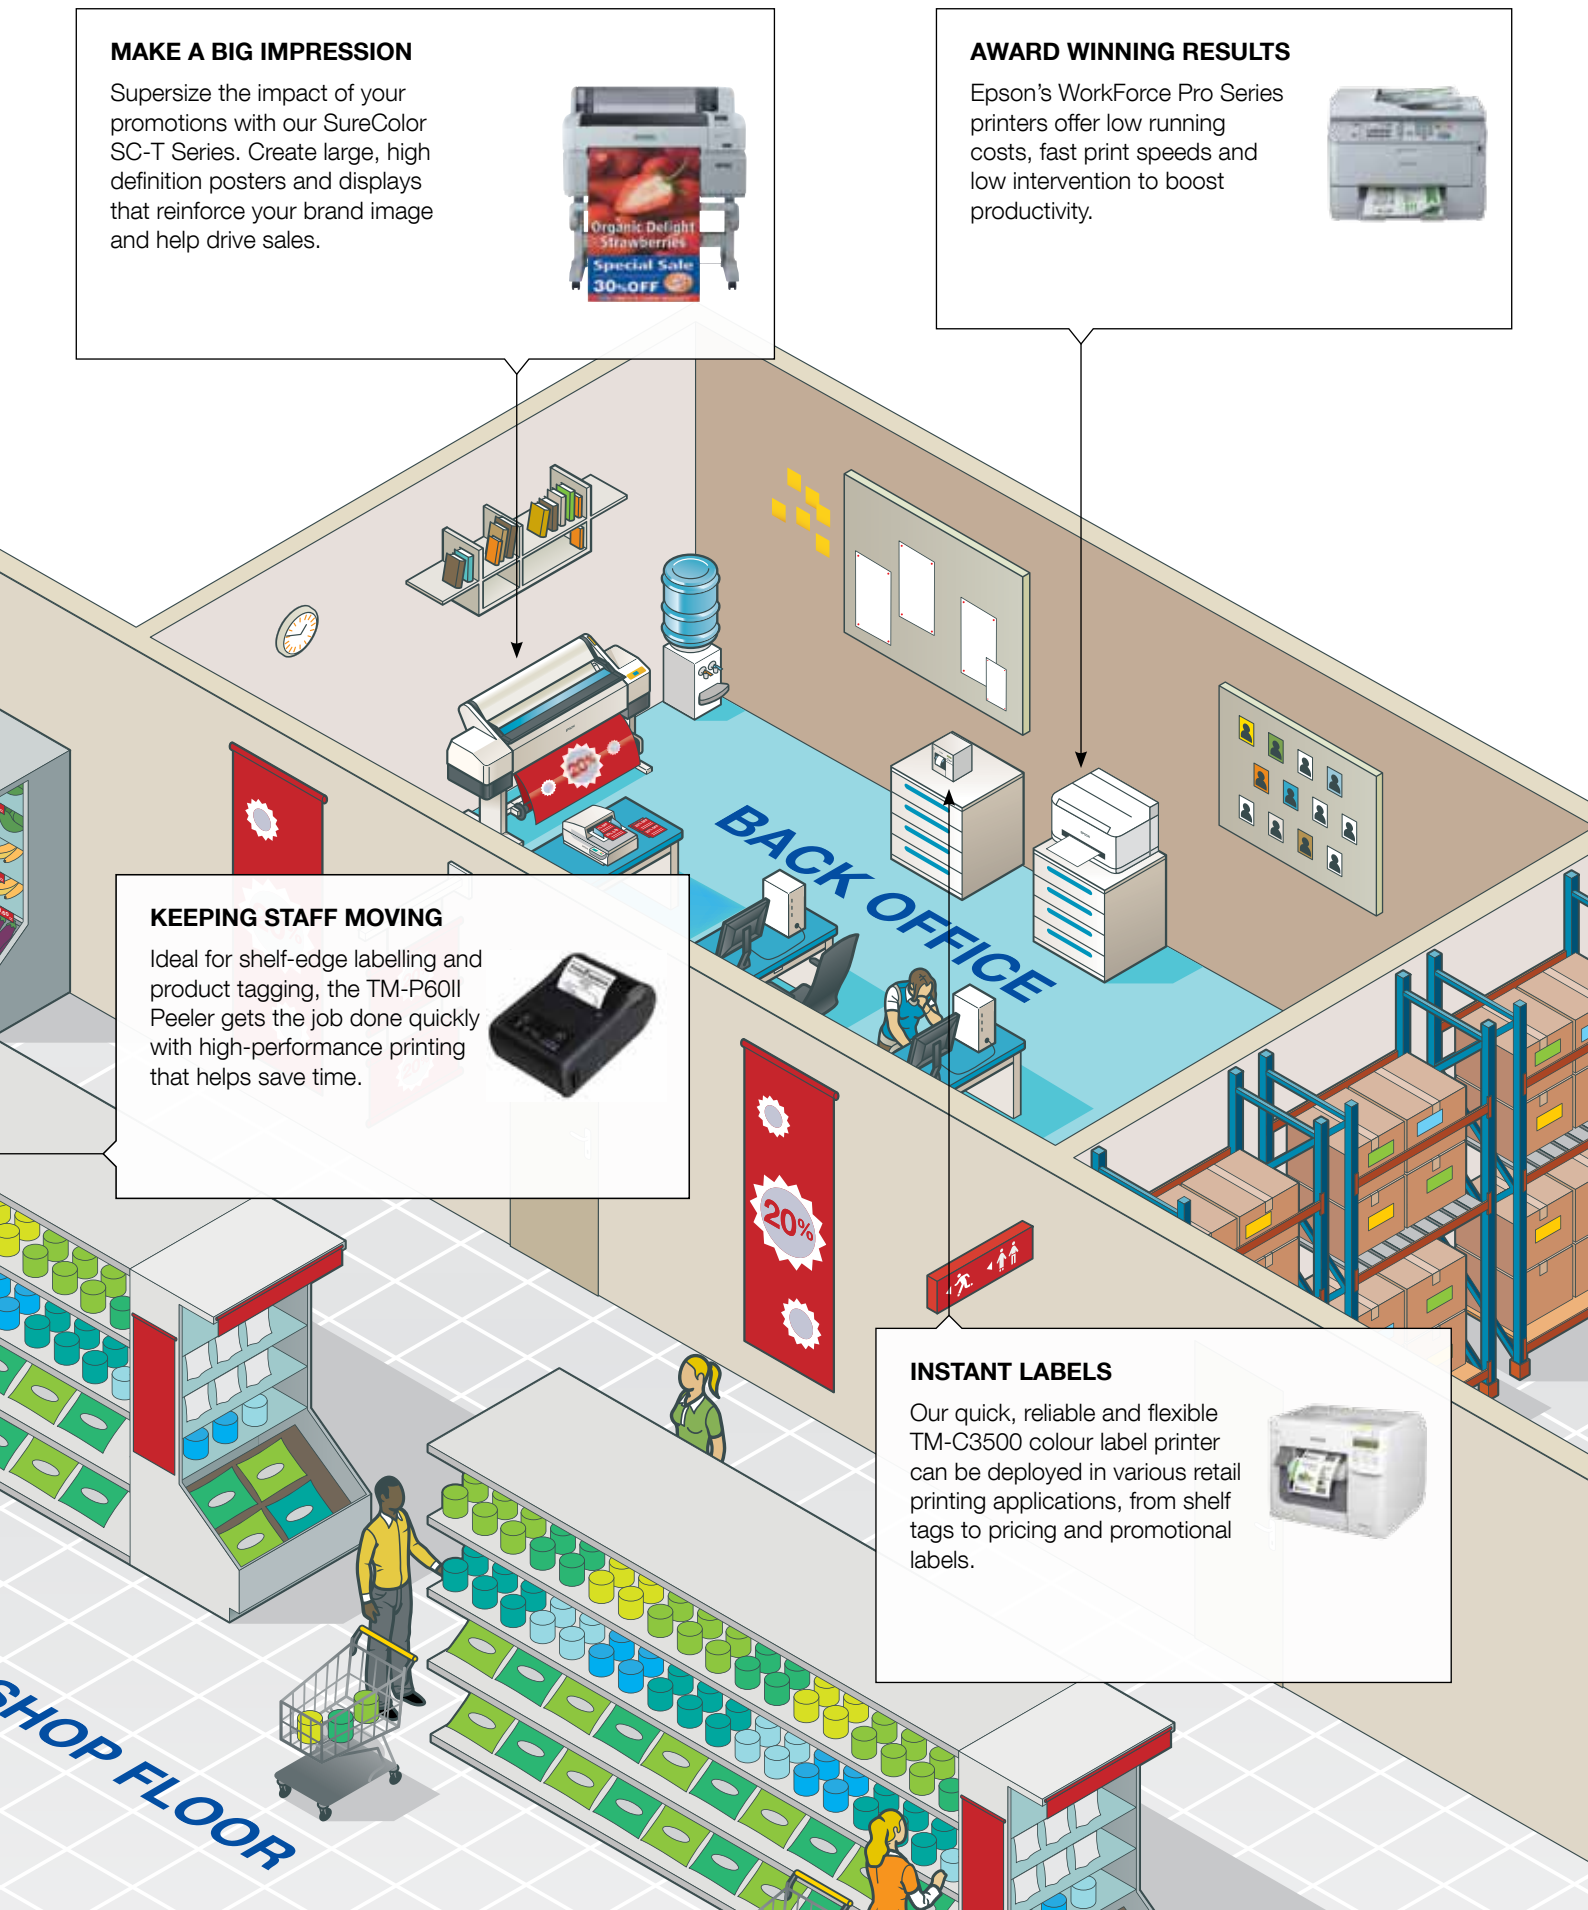 MAKE A BIG IMPRESSION
Supersize the impact of your
promotions with our SureColor
SC-T Series. Create large, high
definition posters and displays
that reinforce your brand image
and help drive sales.
Organic Delight
Strawberries
Special Sale
30% OFF
AWARD WINNING RESULTS
Epson's WorkForce Pro Series
printers offer low running
costs, fast print speeds and
low intervention to boost
productivity.
20%
BACK OFFICE
KEEPING STAFF MOVING
Ideal for shelf-edge labelling and
product tagging, the TM-P60II
Peeler gets the job done quickly
with high-performance printing
that helps save time.
20%
INSTANT LABELS
Our quick, reliable and flexible
TM-C3500 colour label printer
can be deployed in various retail
printing applications, from shelf
tags to pricing and promotional
labels.
SHOP FLOOR